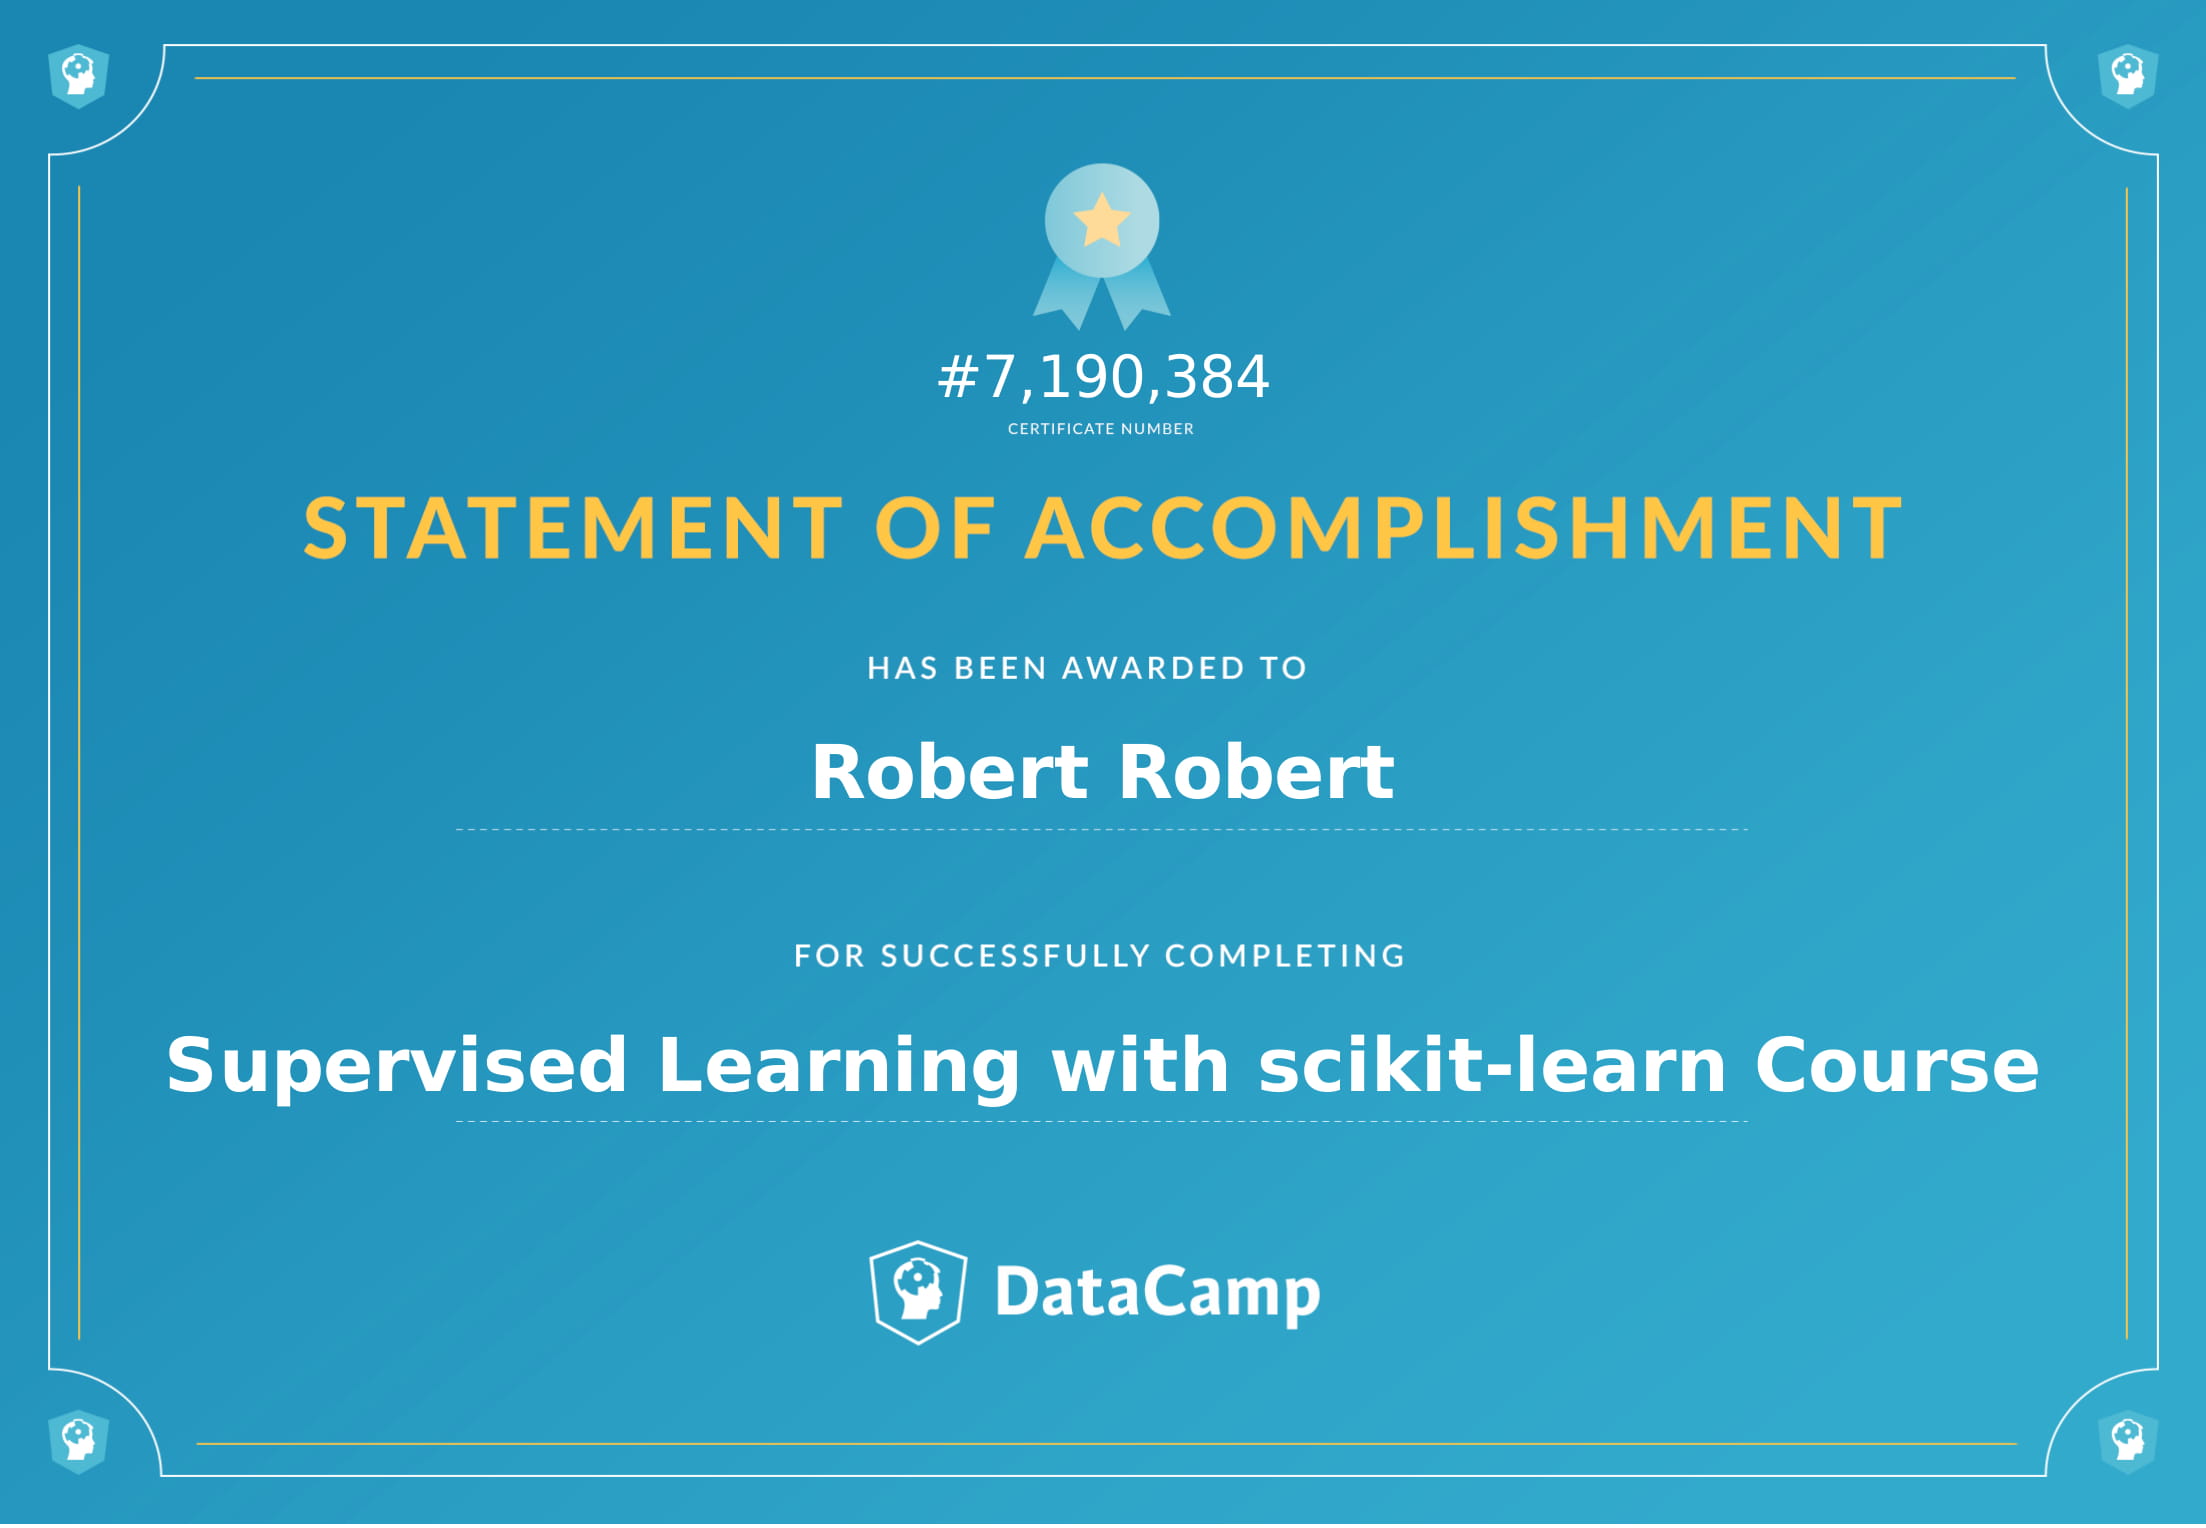 #7,190,384
CERTIFICATE NUMBER
STATEMENT OF ACCOMPLISHMENT
HAS BEEN AWARDED TO
Robert Robert
FOR SUCCESSFULLY COMPLETING
Supervised Learning with scikit-learn Course
DataCamp